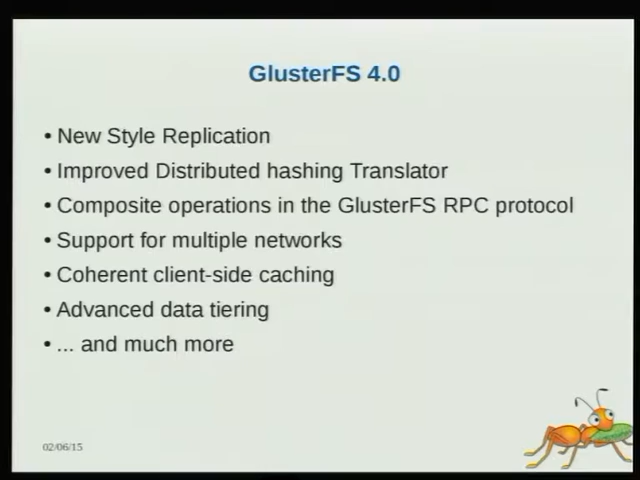 GlusterFS 4.0
• New Style Replication
• Improved Distributed hashing Translator
• Composite operations in the GlusterFS RPC protocol
• Support for multiple networks
• Coherent client-side caching
• Advanced data tiering
• ... and much more
02/06/15